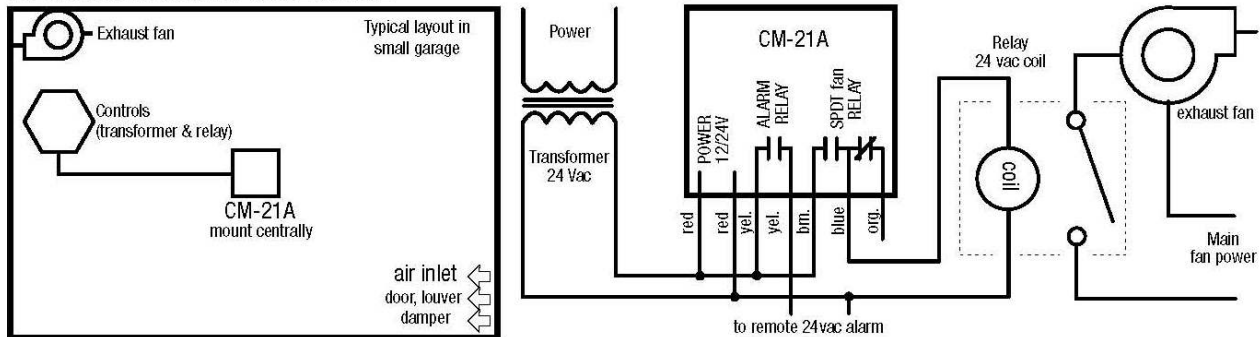 Exhaust fan
Typical layout in
small garage
Controls
(transformer & relay)
CM-21A
mount centrally
air inlet
door, louver
damper
Power
Transformer
24 Vac
CM-21A
POWER
12/24V
ALARM
RELAY
SPDT fan
RELAY
red
red
yel.
yel.
brn.
blue
org.
to remote 24vac alarm
Relay
24 vac coil
coil
exhaust fan
Main
fan power